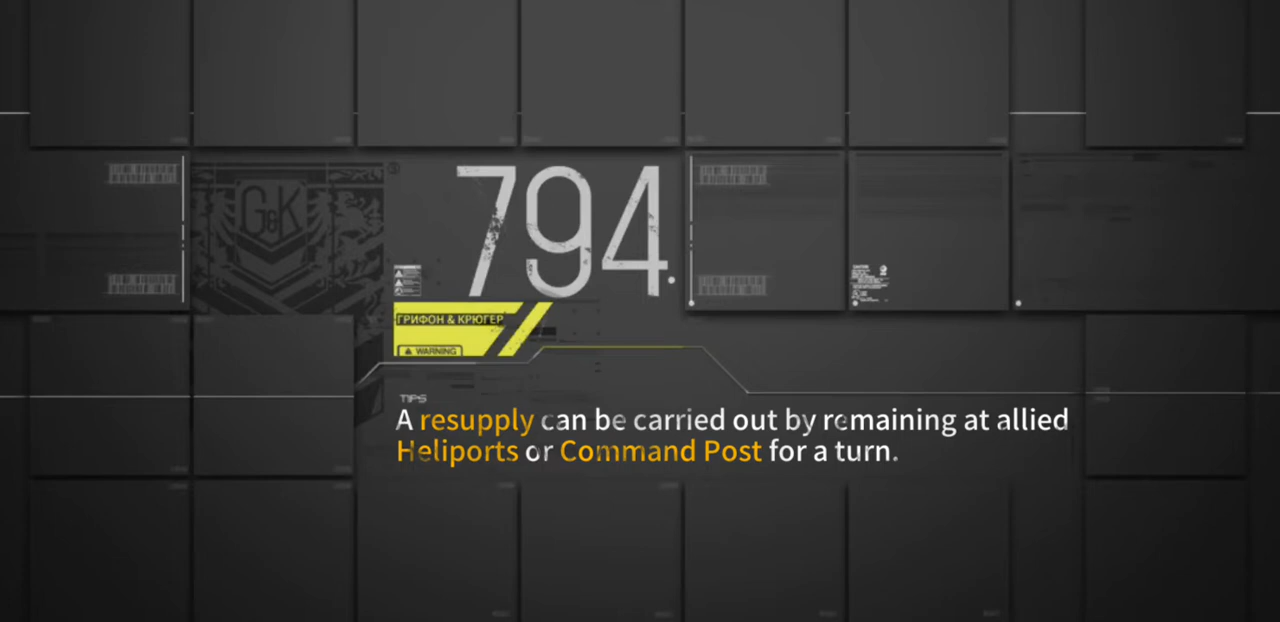 G&K
794.
ГРИФОН & КРЮГЕР
WARNING
TIPS
A resupply can be carried out by remaining at allied
Heliports or Command Post for a turn.